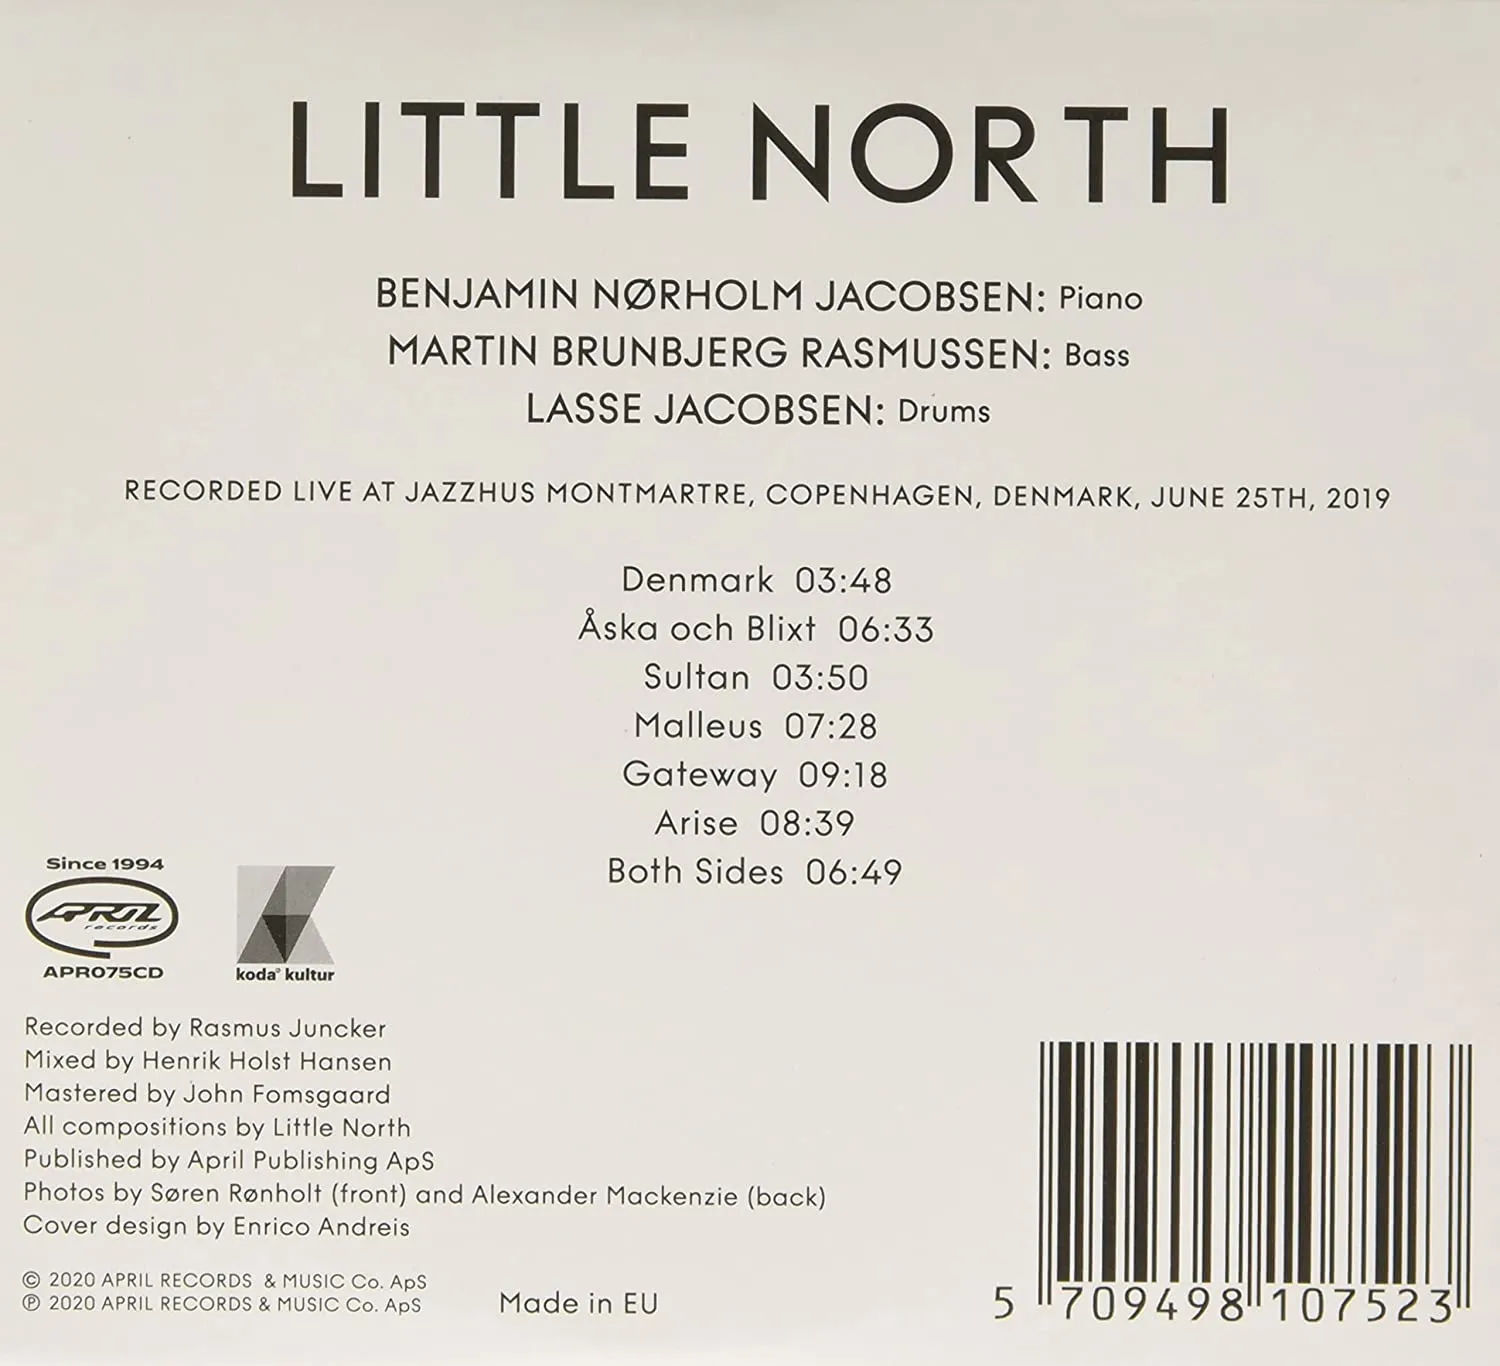 LITTLE NORTH
BENJAMIN NØRHOLM JACOBSEN: Piano
MARTIN BRUNBJERG RASMUSSEN: Bass
LASSE JACOBSEN: Drums
RECORDED LIVE AT JAZZHUS MONTMARTRE, COPENHAGEN, DENMARK, JUNE 25TH, 2019
Denmark 03:48
Åska och Blixt 06:33
Sultan 03:50
Malleus 07:28
Gateway 09:18
Arise 08:39
Both Sides 06:49
Since 1994
APRIL
records
APR075CD
koda® kultur
Recorded by Rasmus Juncker
Mixed by Henrik Holst Hansen
Mastered by John Fomsgaard
All compositions by Little North
Published by April Publishing ApS
Photos by Søren Rønholt (front) and Alexander Mackenzie (back)
Cover design by Enrico Andreis
© 2020 APRIL RECORDS & MUSIC Co. ApS
℗ 2020 APRIL RECORDS & MUSIC Co. ApS
Made in EU
5 709498 107523